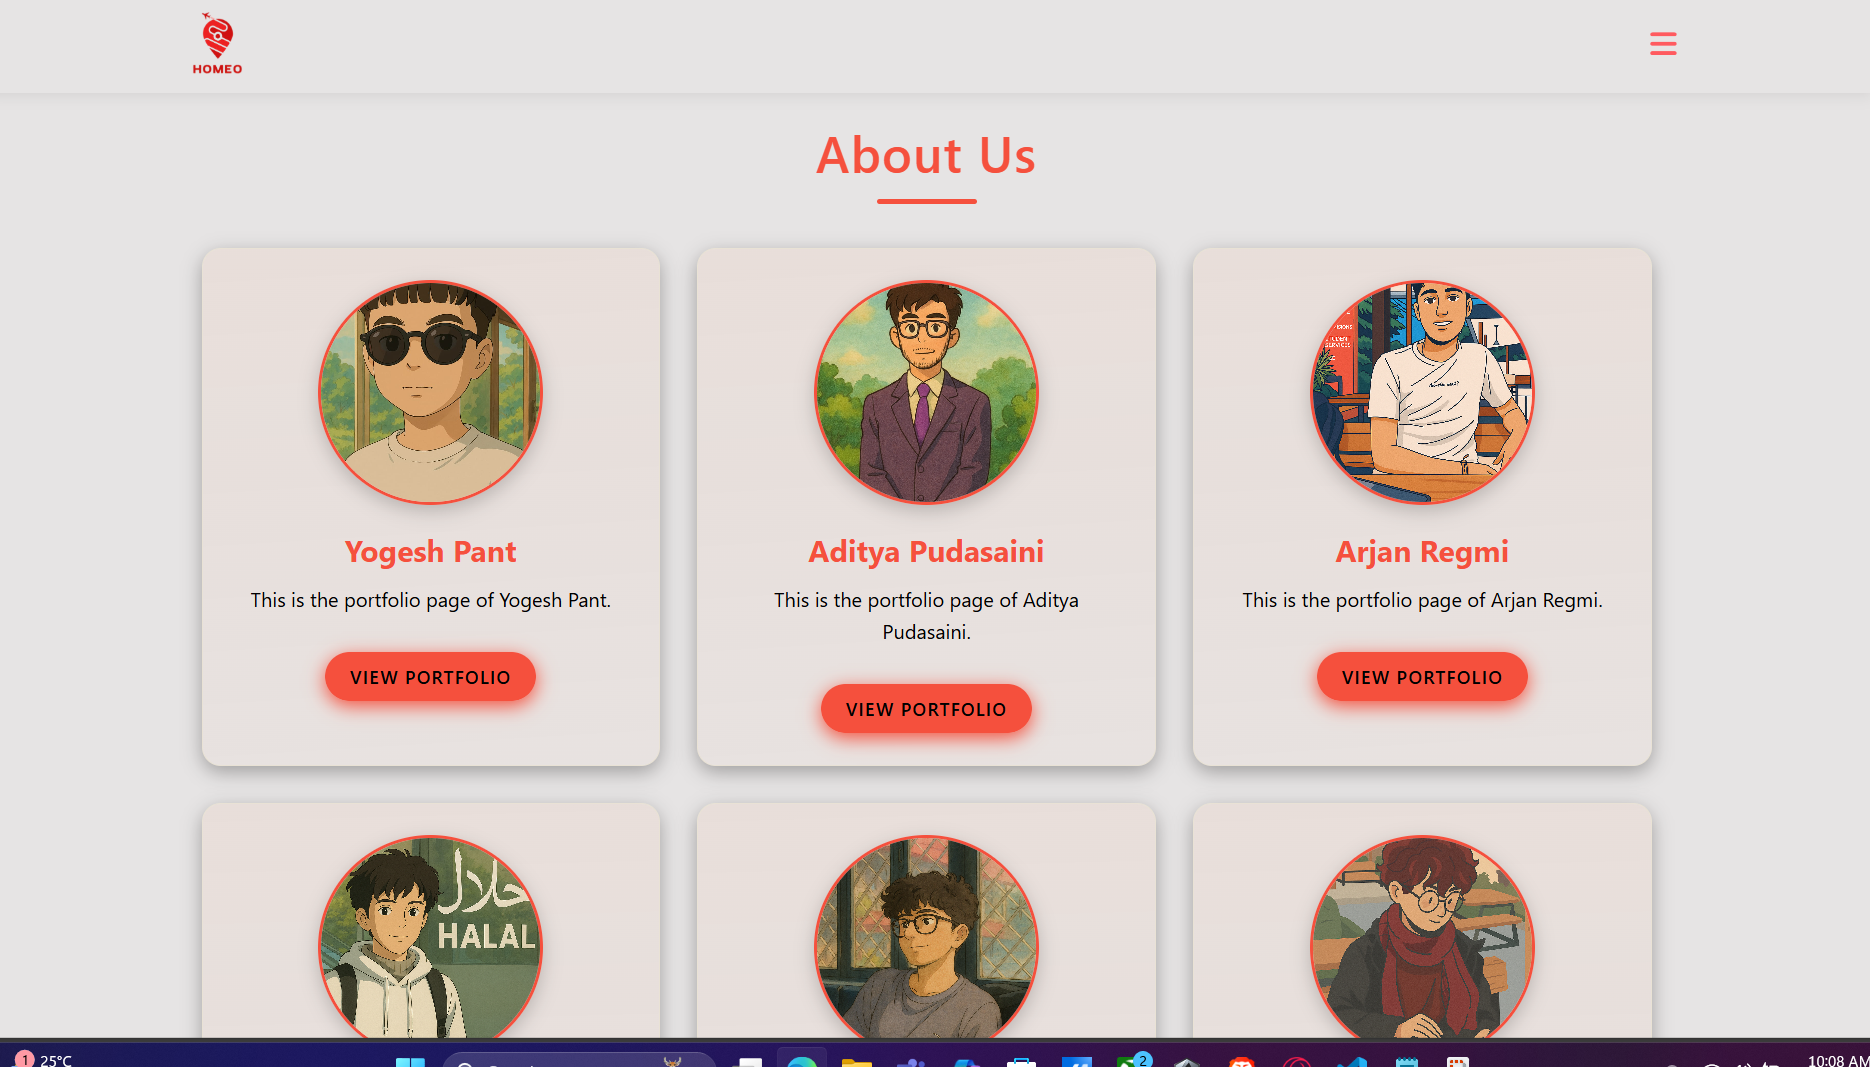 HOMEO
About Us
Yogesh Pant
This is the portfolio page of Yogesh Pant.
VIEW PORTFOLIO
Aditya Pudasaini
This is the portfolio page of Aditya
Pudasaini.
VIEW PORTFOLIO
Arjan Regmi
This is the portfolio page of Arjan Regmi.
VIEW PORTFOLIO
حلال
HALAL
1
25°C
2
10:08 AM